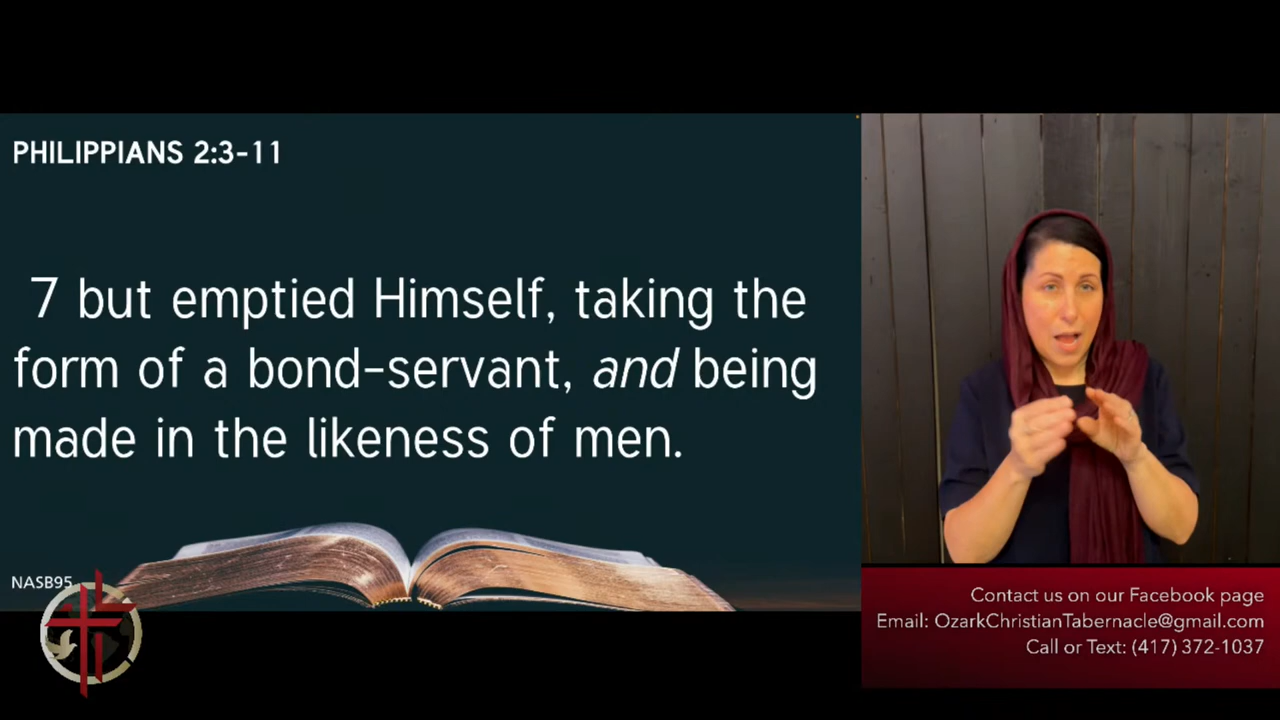 PHILIPPIANS 2:3-11
7 but emptied Himself, taking the
form of a bond-servant, and being
made in the likeness of men.
NASB95
Contact us on our Facebook page
Email: OzarkChristianTabernacle@gmail.com
Call or Text: (417) 372-1037